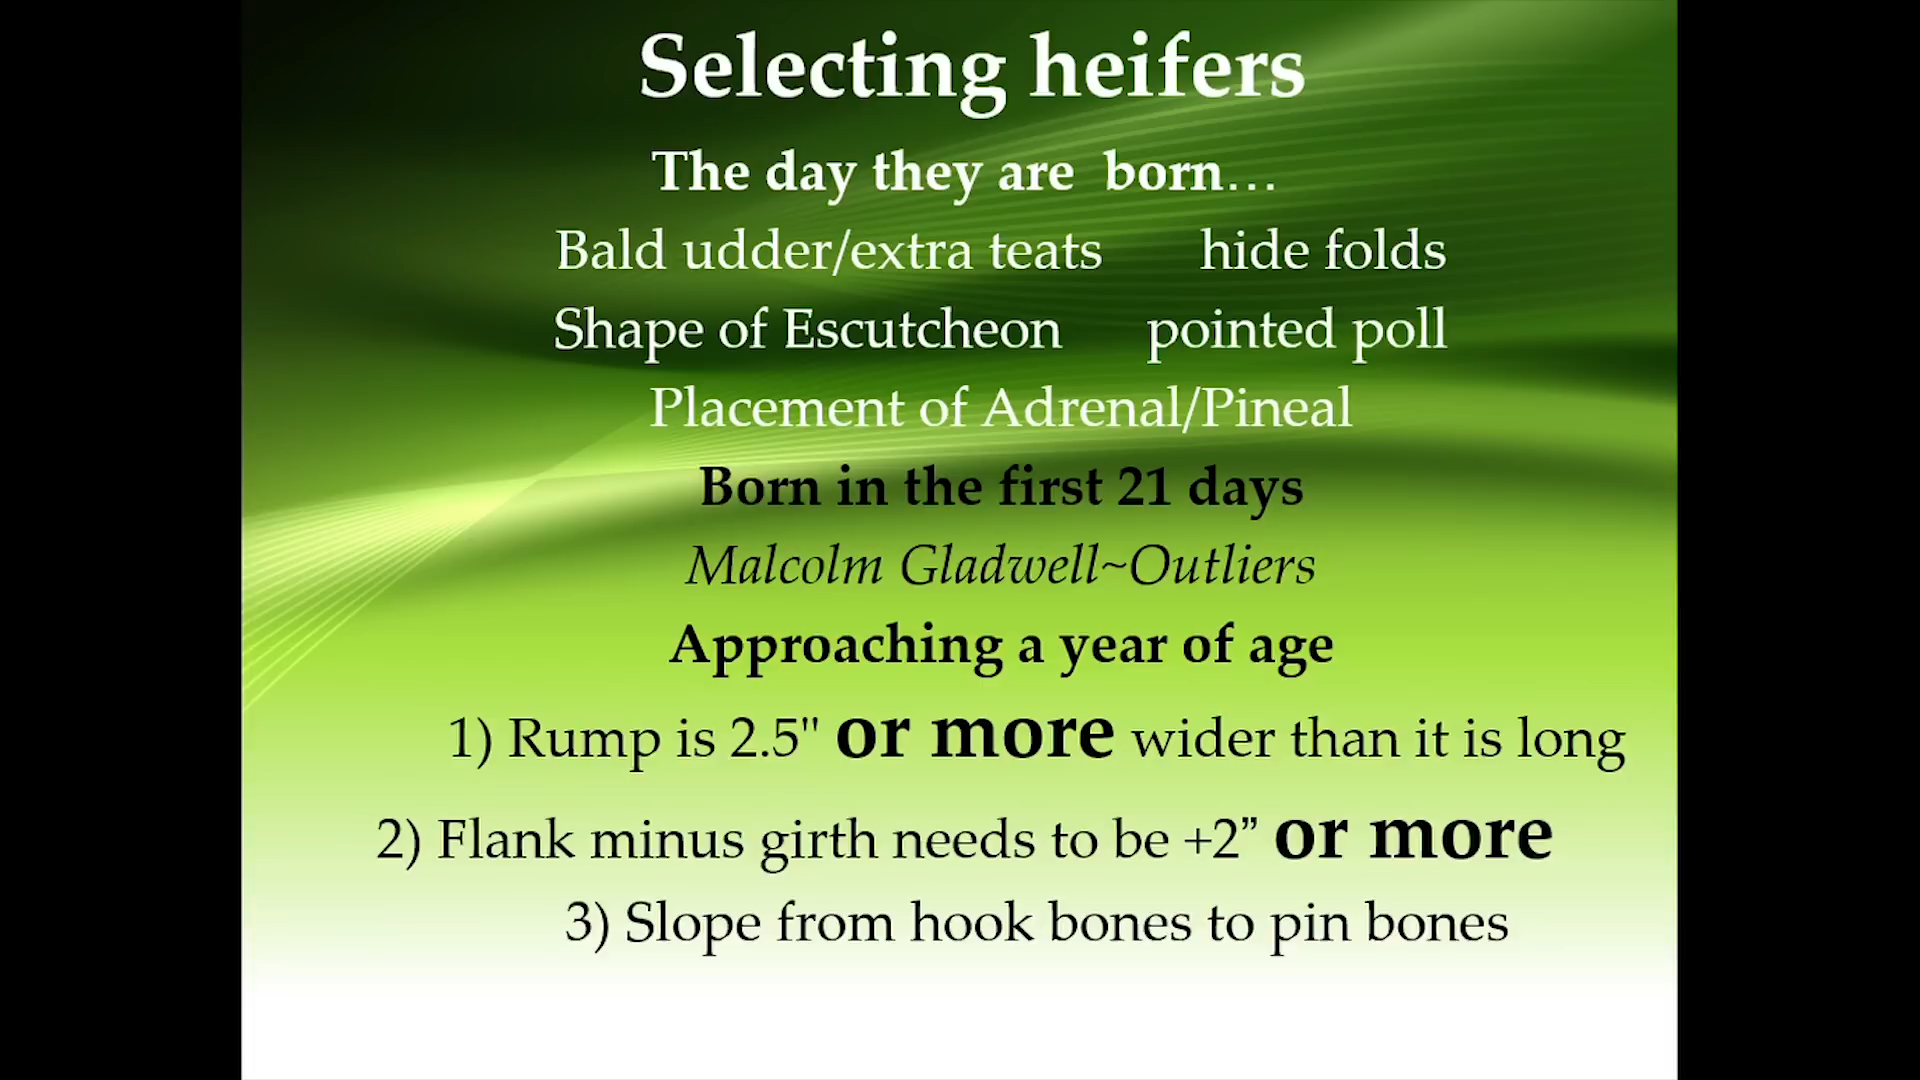 Selecting heifers
The day they are born…
Bald udder/extra teats hide folds
Shape of Escutcheon pointed poll
Placement of Adrenal/Pineal
Born in the first 21 days
Malcolm Gladwell~Outliers
Approaching a year of age
1) Rump is 2.5" or more wider than it is long
2) Flank minus girth needs to be +2” or more
3) Slope from hook bones to pin bones